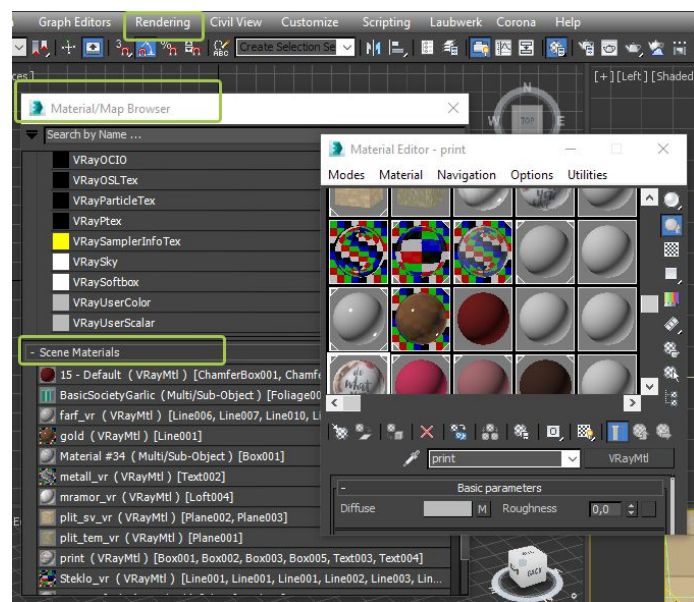 Graph Editors Rendering Civil View Customize Scripting Laubwerk Corona Help
Create Selection Se
[+][Left][Shaded
Material/Map Browser
TOP
N
W
E
Search by Name ...
VRayOCIO
VRayOSLTex
VRayParticleTex
VRayPtex
VRaySamplerInfoTex
VRaySky
VRaySoftbox
VRayUserColor
VRayUserScalar
- Scene Materials
15 - Default ( VRayMtl ) [ChamferBox001, Chamfe
BasicSocietyGarlic ( Multi/Sub-Object ) [Foliage00
farf_vr ( VRayMtl ) [Line006, Line007, Line010, Li
gold ( VRayMtl ) [Line001]
Material #34 ( Multi/Sub-Object ) [Box001]
metall_vr ( VRayMtl ) [Text002]
mramor_vr ( VRayMtl ) [Loft004]
plit_sv_vr ( VRayMtl ) [Plane002, Plane003]
plit_tem_vr ( VRayMtl ) [Plane001]
print ( VRayMtl ) [Box001, Box002, Box003, Box005, Text003, Text004]
Steklo_vr ( VRayMtl ) [Line001, Line001, Line001, Line002, Line003, Lin...
Material Editor - print
Modes Material Navigation Options Utilities
do
what
print
VRayMtl
- Basic parameters
Diffuse M Roughness 0,0
BACK